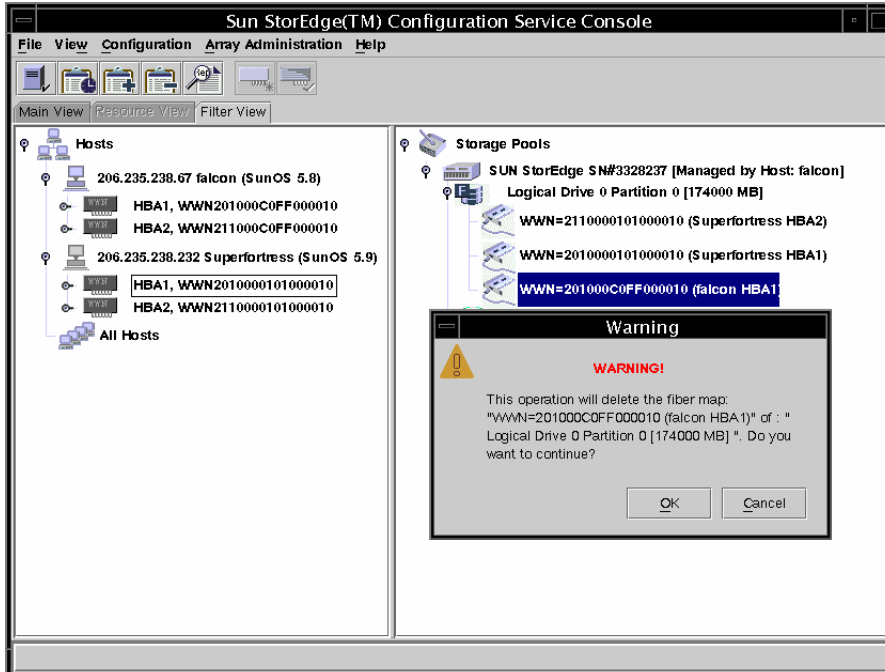 Sun StorEdge(TM) Configuration Service Console
File View Configuration Array Administration Help
Main View Resource View Filter View
Hosts
206.235.238.67 falcon (SunOS 5.8)
HBA1, WWN201000C0FF000010
HBA2, WWN211000C0FF000010
206.235.238.232 Superfortress (SunOS 5.9)
HBA1, WWN2010000101000010
HBA2, WWN2110000101000010
All Hosts
Storage Pools
SUN StorEdge SN#3328237 [Managed by Host: falcon]
Logical Drive 0 Partition 0 [174000 MB]
WWN=2110000101000010 (Superfortress HBA2)
WWN=2010000101000010 (Superfortress HBA1)
WWN=201000C0FF000010 (falcon HBA1)
Warning
WARNING!
This operation will delete the fiber map:
"WWN=201000C0FF000010 (falcon HBA1)" of : "
Logical Drive 0 Partition 0 [174000 MB] ". Do you
want to continue?
OK Cancel